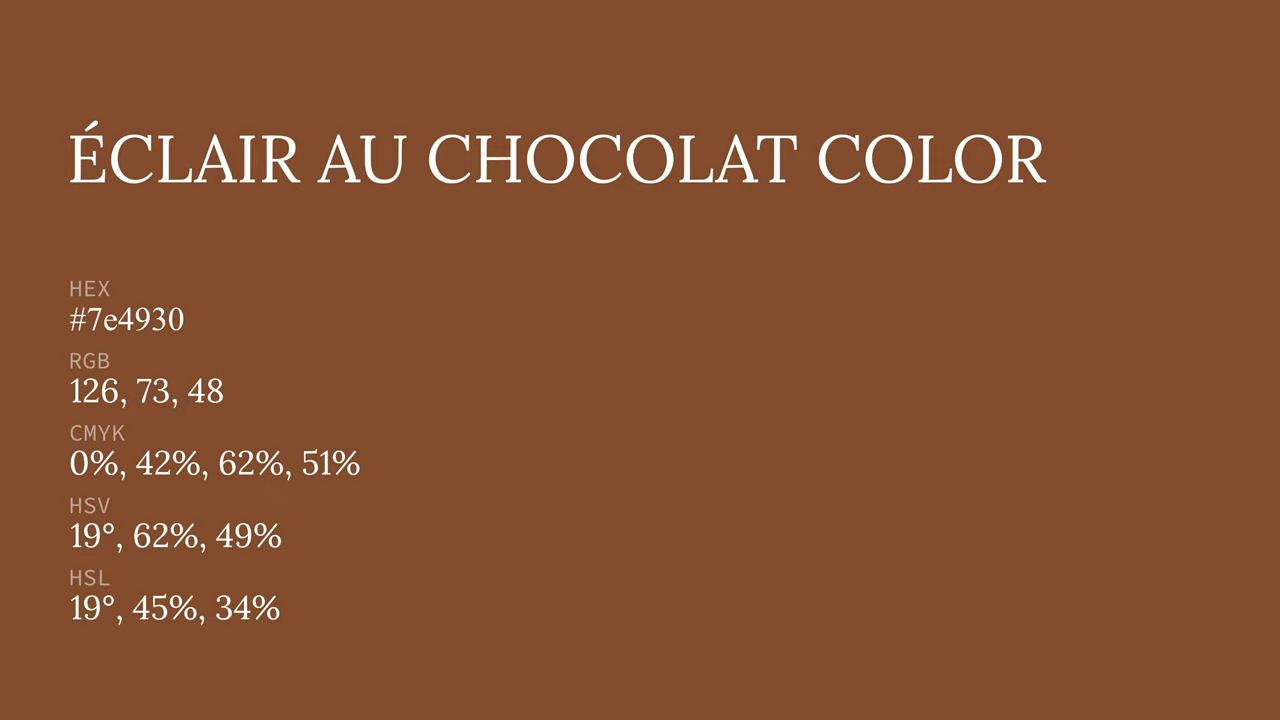 ÉCLAIR AU CHOCOLAT COLOR
HEX
#7e4930
RGB
126, 73, 48
CMYK
0%, 42%, 62%, 51%
HSV
19°, 62%, 49%
HSL
19°, 45%, 34%